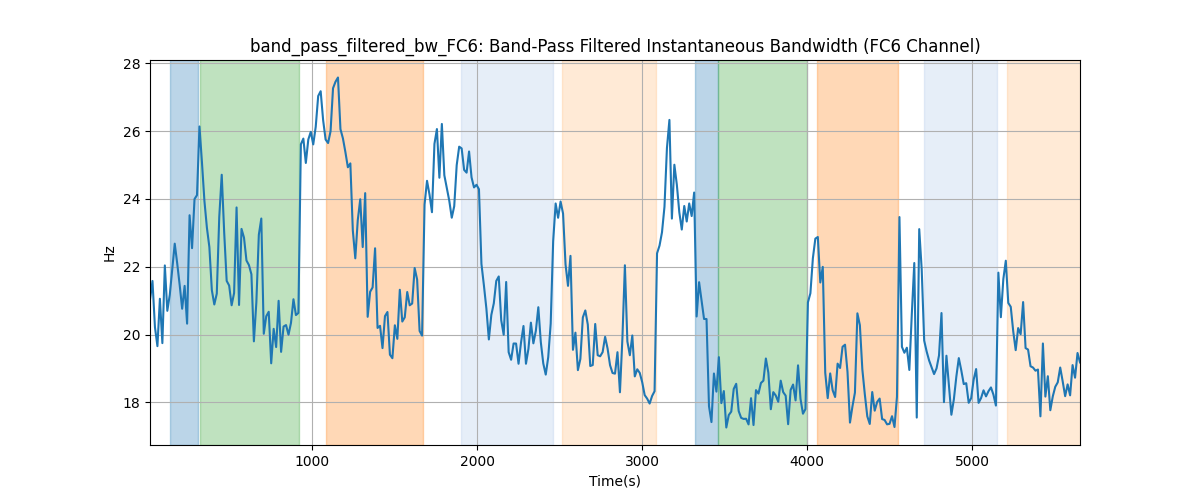 band_pass_filtered_bw_FC6: Band-Pass Filtered Instantaneous Bandwidth (FC6 Channel)
28
26
24
22
20
18
Hz
1000 2000 3000 4000 5000
Time(s)